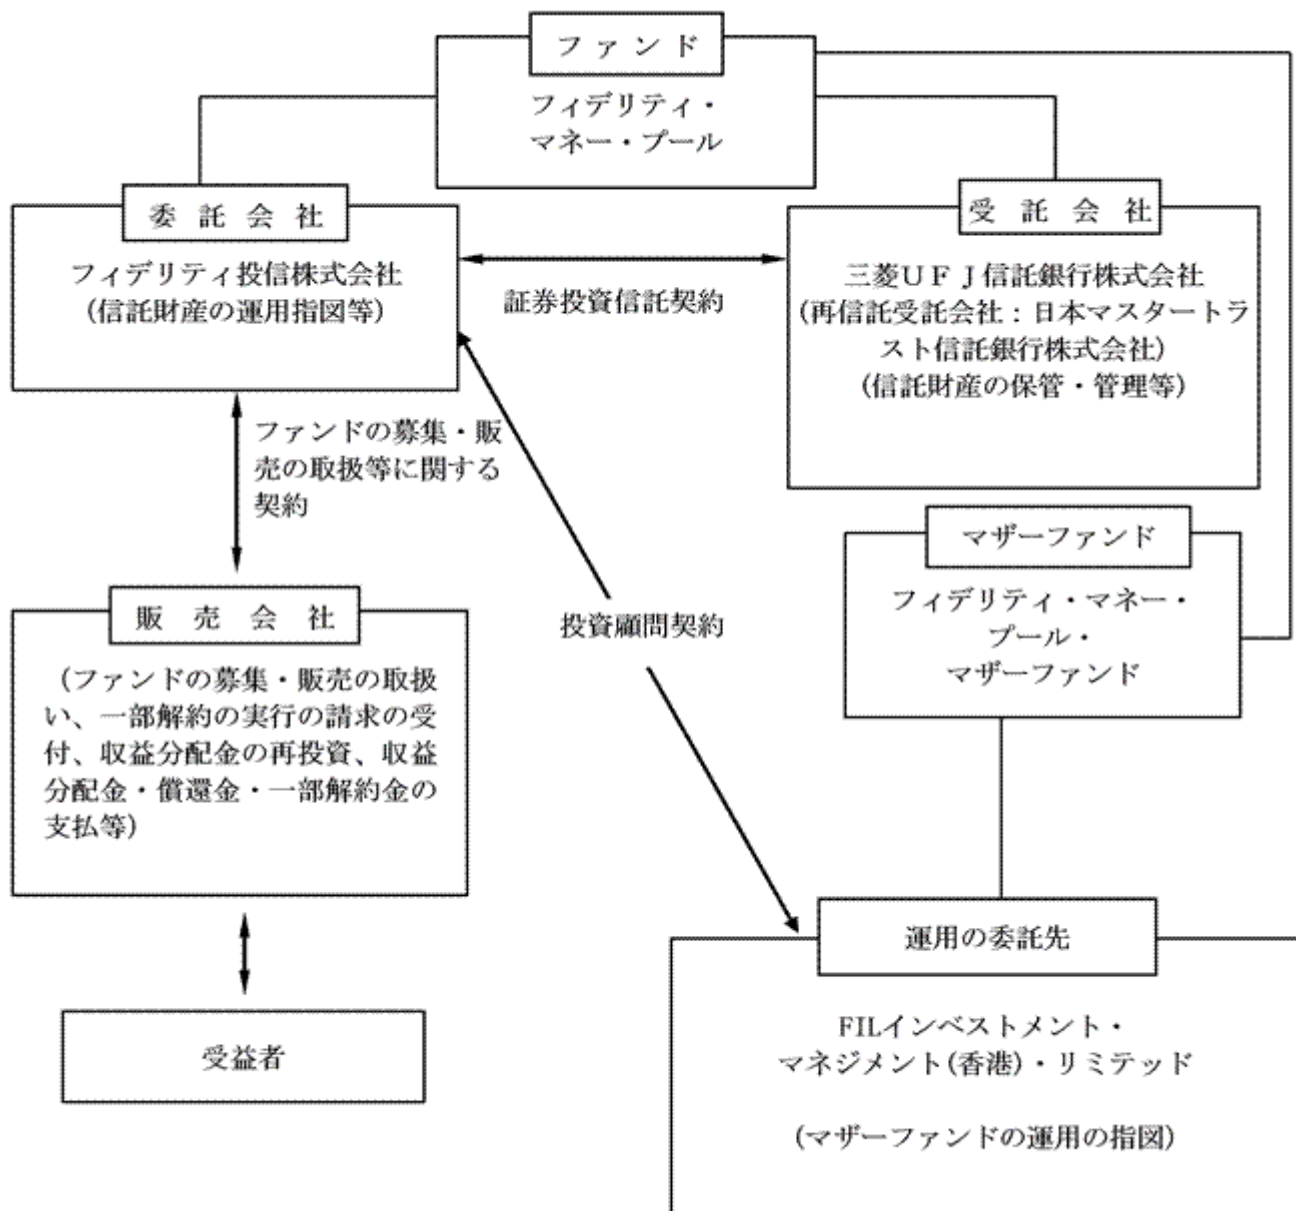 ファンド
フィデリティ・
マネー・プール
委託会社
フィデリティ投信株式会社
(信託財産の運用指図等)
証券投資信託契約
受託会社
三菱ＵＦＪ信託銀行株式会社
(再信託受託会社：日本マスタートラ
スト信託銀行株式会社)
(信託財産の保管・管理等)
ファンドの募集・販
売の取扱等に関する
契約
マザーファンド
フィデリティ・マネー・
プール・
マザーファンド
投資顧問契約
販売会社
（ファンドの募集・販売の取扱
い、一部解約の実行の請求の受
付、収益分配金の再投資、収益
分配金・償還金・一部解約金の
支払等)
運用の委託先
FILインベストメント・
マネジメント(香港)・リミテッド
(マザーファンドの運用の指図)
受益者